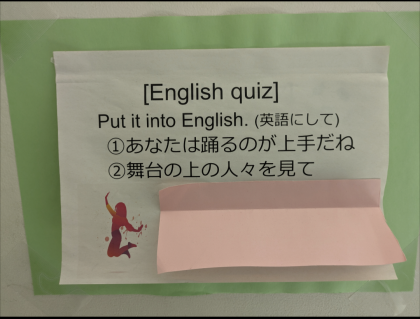 [English quiz]
Put it into English. (英語にして)
①あなたは踊るのが上手だね
②舞台の上の人々を見て